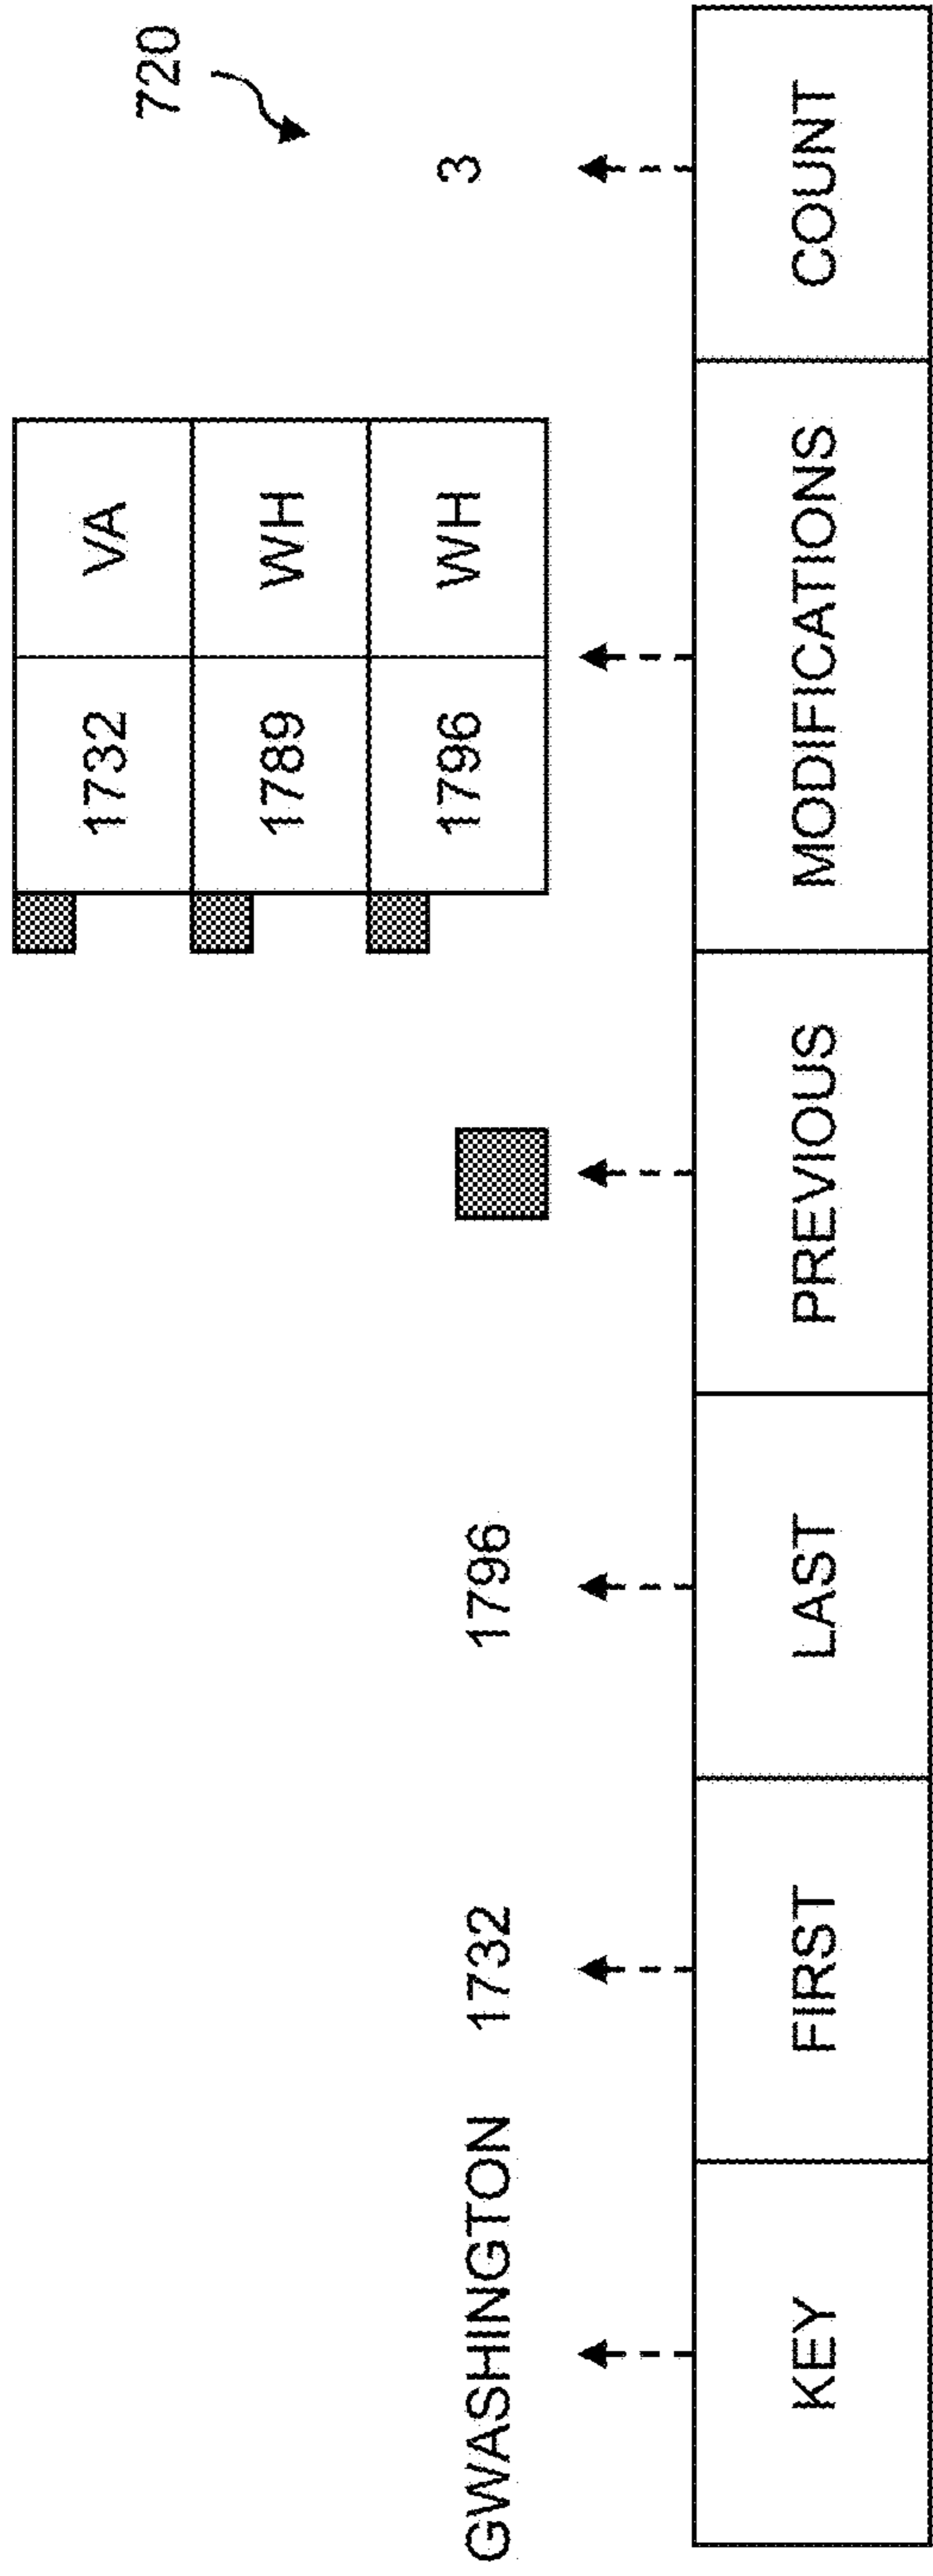 720
1732 VA
1789 WH
1796 WH
GWASHINGTON 1732 1796 3
KEY FIRST LAST PREVIOUS MODIFICATIONS COUNT